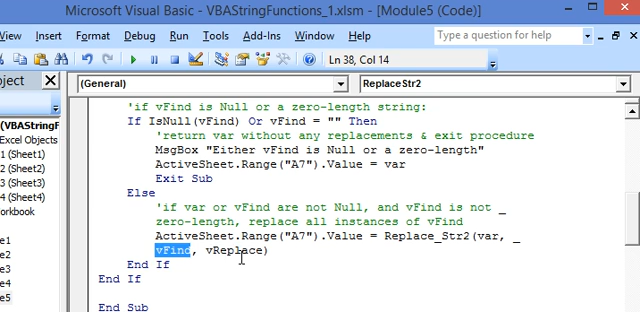 Microsoft Visual Basic - VBAStringFunctions_1.xlsm - [Module5 (Code)]
View Insert Format Debug Run Tools Add-Ins Window Help Type a question for help
Ln 38, Col 14
oject
(General) ReplaceStr2
(VBAStringF
Excel Objects
1 (Sheet1)
2 (Sheet2)
3 (Sheet3)
4 (Sheet4)
orkbook
e1
e2
e3
e4
e5
'if vFind is Null or a zero-length string:
If IsNull(vFind) Or vFind = "" Then
'return var without any replacements & exit procedure
MsgBox "Either vFind is Null or a zero-length"
ActiveSheet.Range("A7").Value = var
Exit Sub
Else
'if var or vFind are not Null, and vFind is not _
zero-length, replace all instances of vFind
ActiveSheet.Range("A7").Value = Replace_Str2(var, _
vFind, vReplace)
End If
End If
End Sub